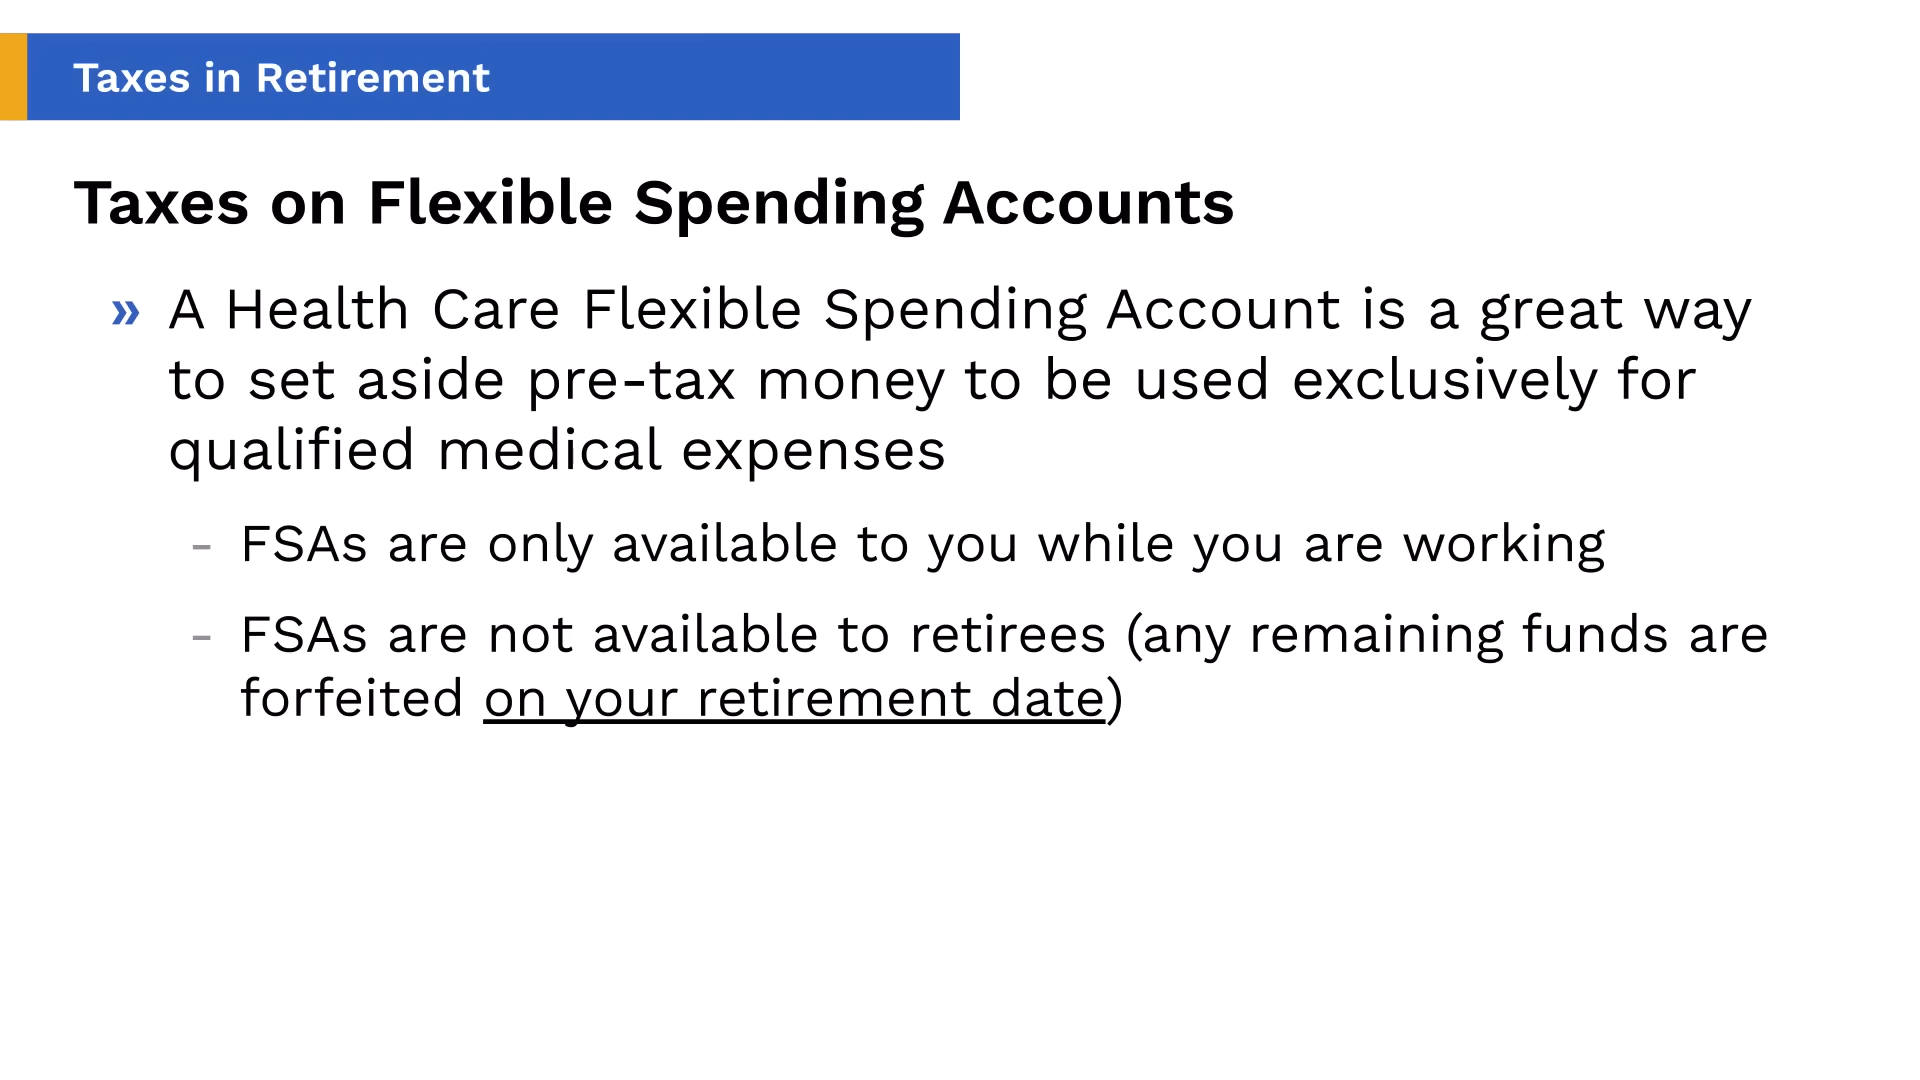 Taxes in Retirement
Taxes on Flexible Spending Accounts
» A Health Care Flexible Spending Account is a great way
to set aside pre-tax money to be used exclusively for
qualified medical expenses
- FSAs are only available to you while you are working
- FSAs are not available to retirees (any remaining funds are
forfeited on your retirement date)